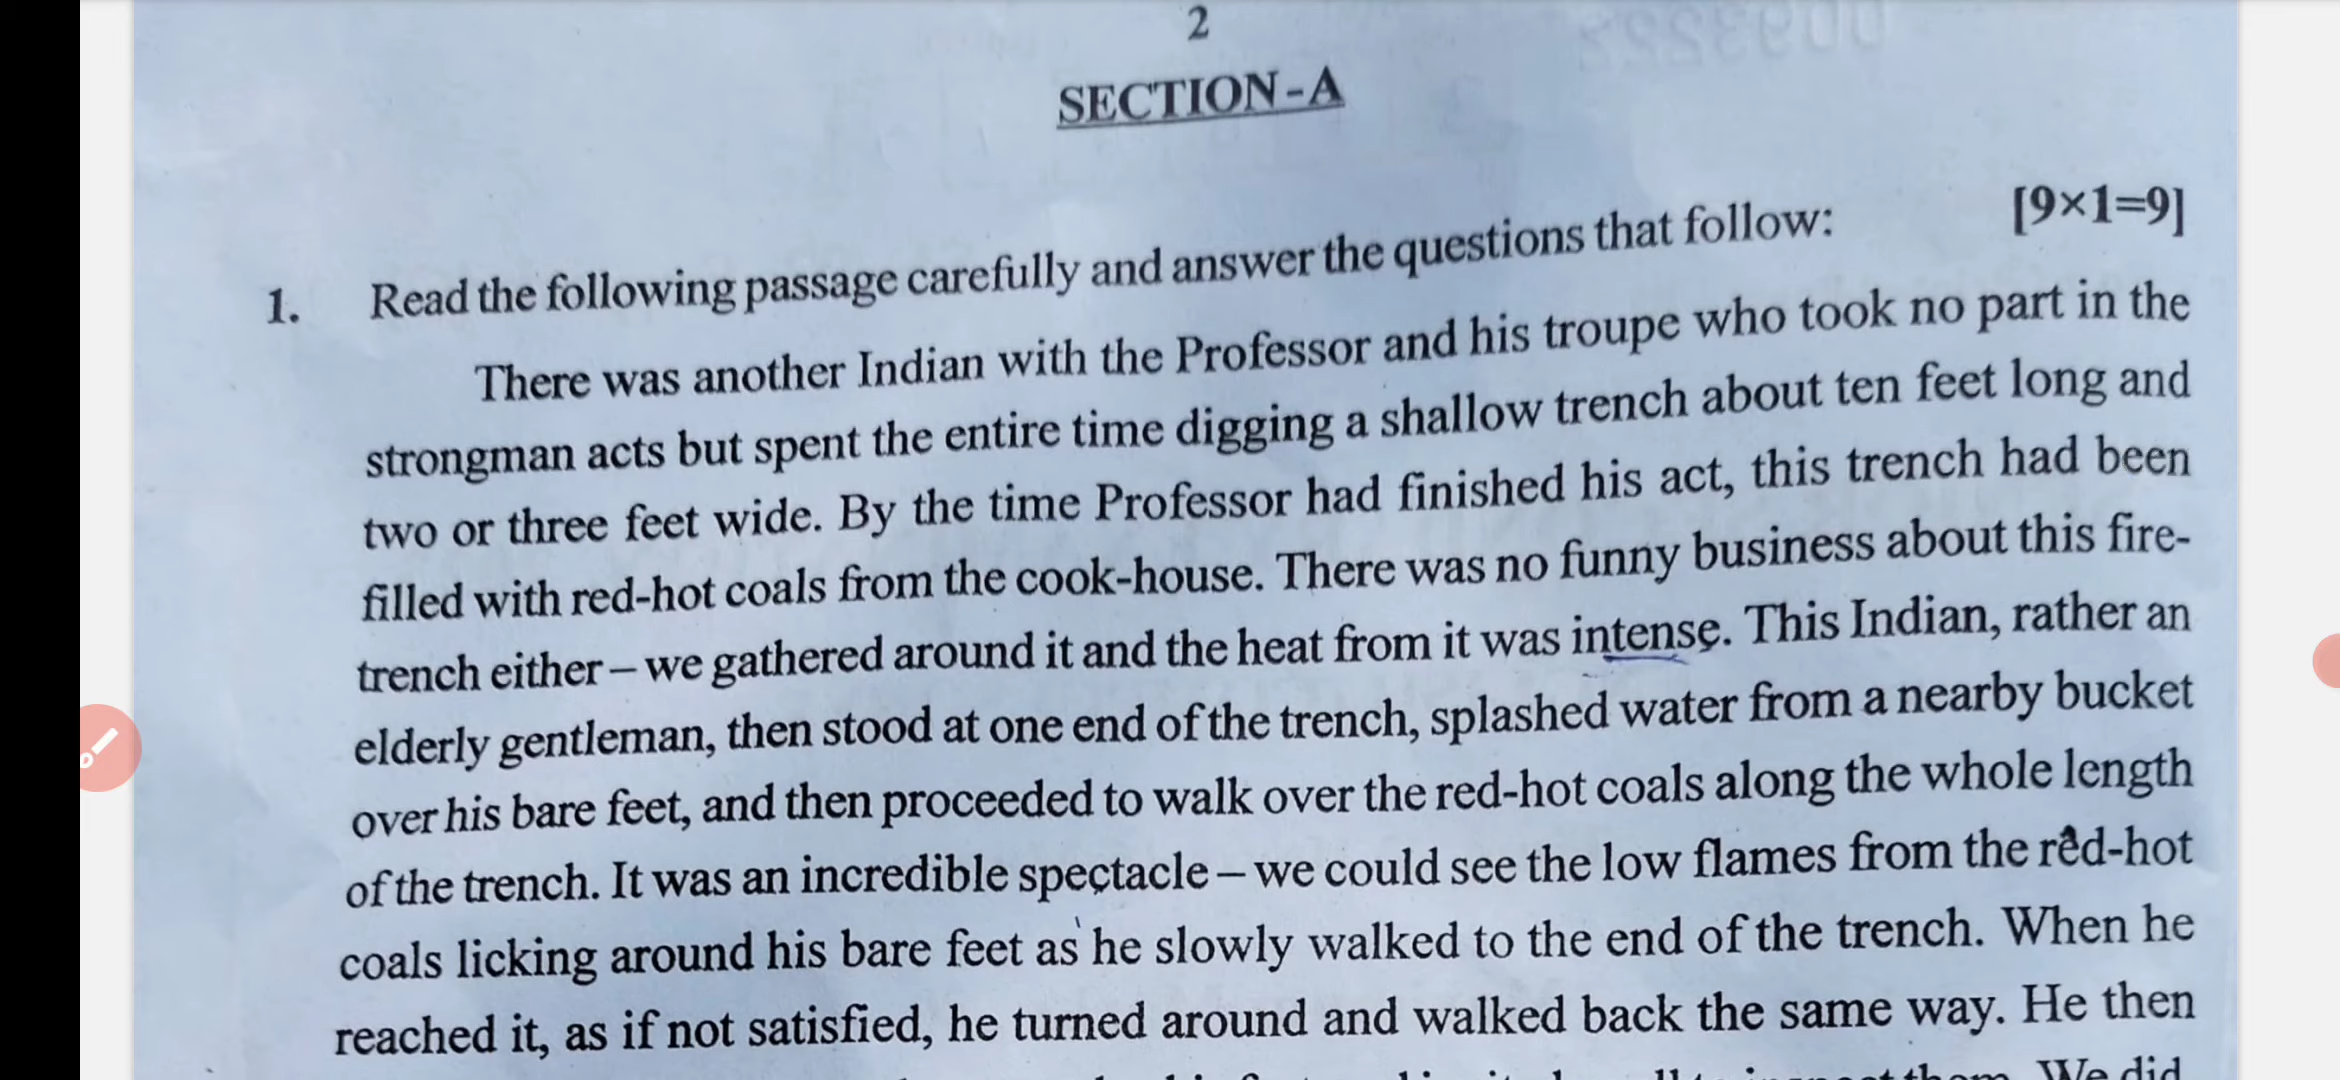 2
SECTION-A
[9×1=9]
1. Read the following passage carefully and answer the questions that follow:
There was another Indian with the Professor and his troupe who took no part in the
strongman acts but spent the entire time digging a shallow trench about ten feet long and
two or three feet wide. By the time Professor had finished his act, this trench had been
filled with red-hot coals from the cook-house. There was no funny business about this fire-
trench either – we gathered around it and the heat from it was intense. This Indian, rather an
elderly gentleman, then stood at one end of the trench, splashed water from a nearby bucket
over his bare feet, and then proceeded to walk over the red-hot coals along the whole length
of the trench. It was an incredible spectacle – we could see the low flames from the red-hot
coals licking around his bare feet as he slowly walked to the end of the trench. When he
reached it, as if not satisfied, he turned around and walked back the same way. He then
them. We did